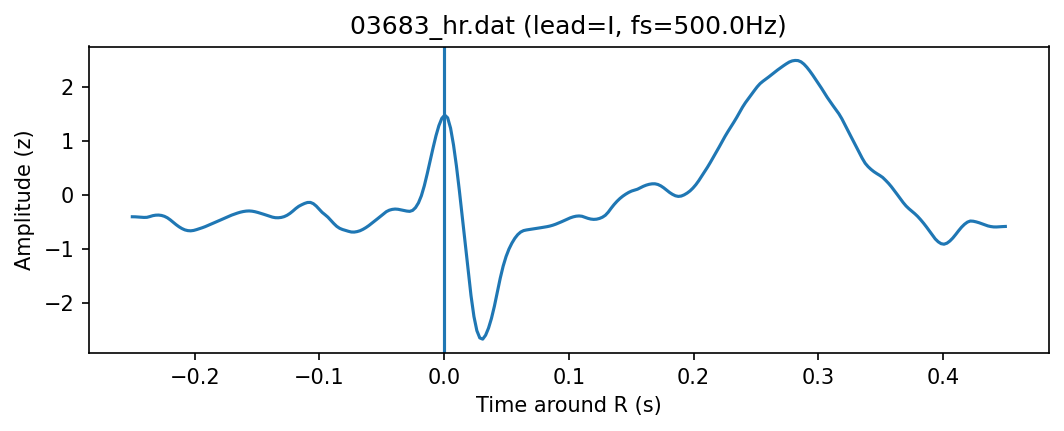 03683_hr.dat (lead=I, fs=500.0Hz)
Amplitude (z)
2
1
0
−1
−2
−0.2 −0.1 0.0 0.1 0.2 0.3 0.4
Time around R (s)